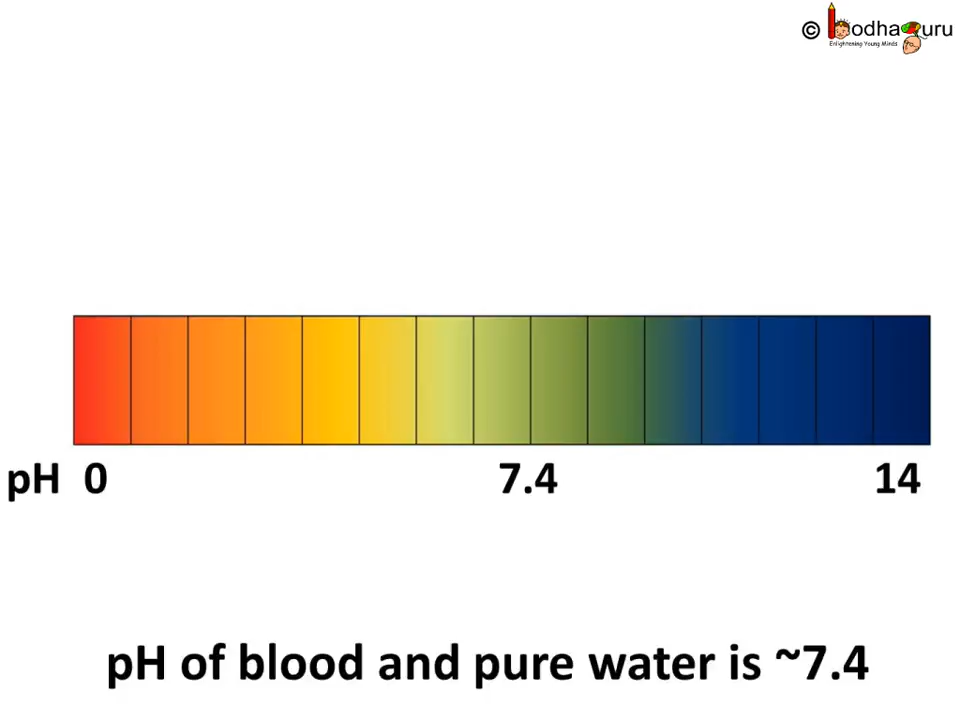 © BodhaGuru
Enlightening Young Minds
pH 0 7.4 14
pH of blood and pure water is ~7.4